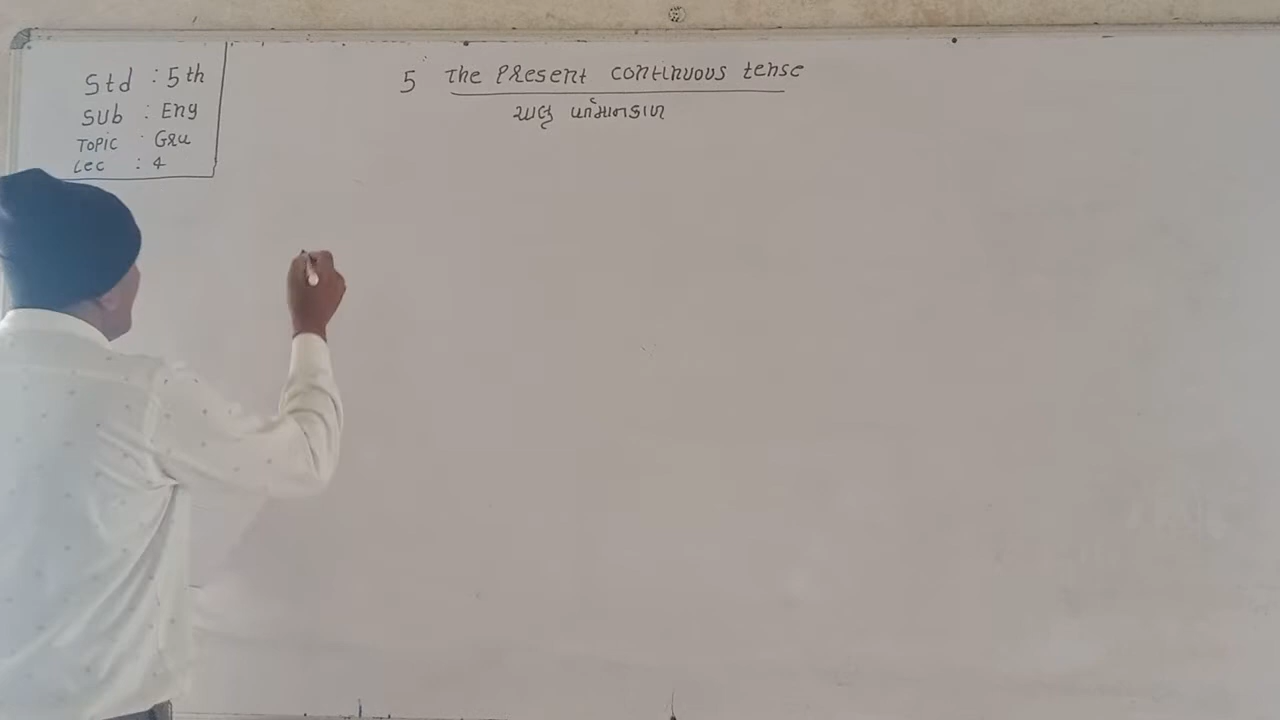 Std : 5th
Sub : Eng
Topic : Gru
Lec : 4
5 The Present continuous tense
ચાલુ વર્તમાનકાળ